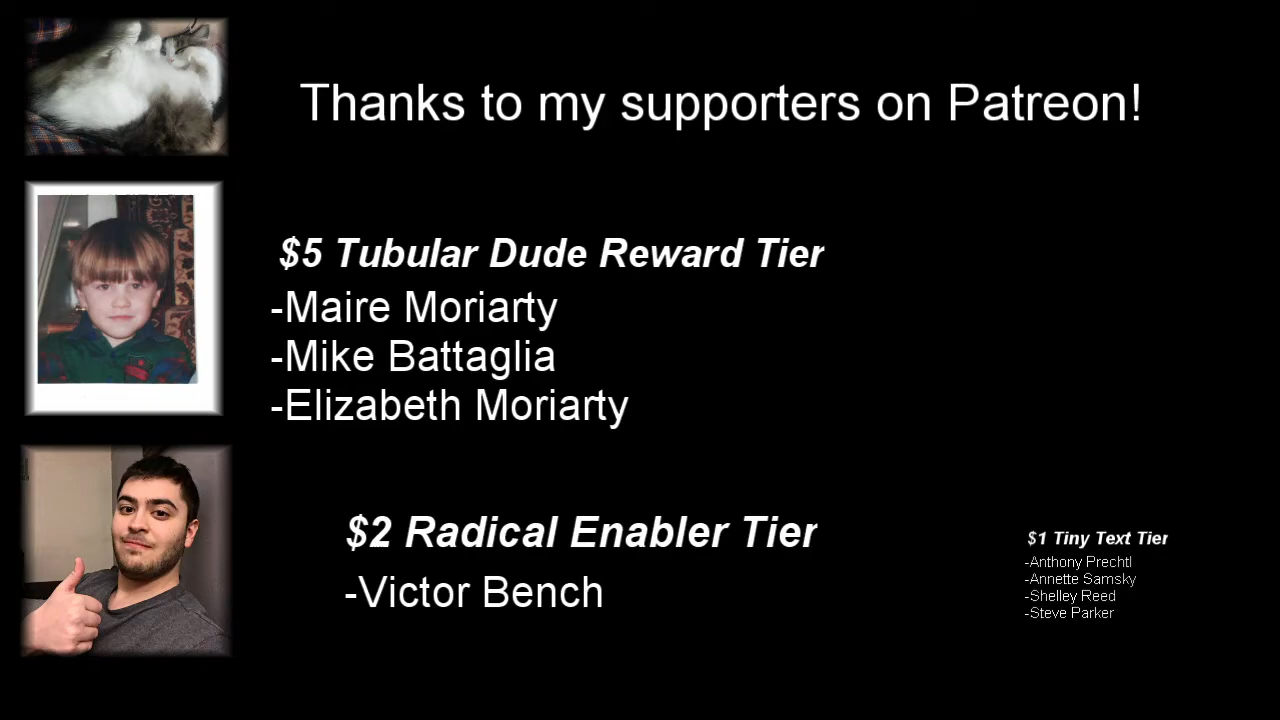 Thanks to my supporters on Patreon!
$5 Tubular Dude Reward Tier
-Maire Moriarty
-Mike Battaglia
-Elizabeth Moriarty
$2 Radical Enabler Tier
-Victor Bench
$1 Tiny Text Tier
-Anthony Prechtl
-Annette Samsky
-Shelley Reed
-Steve Parker